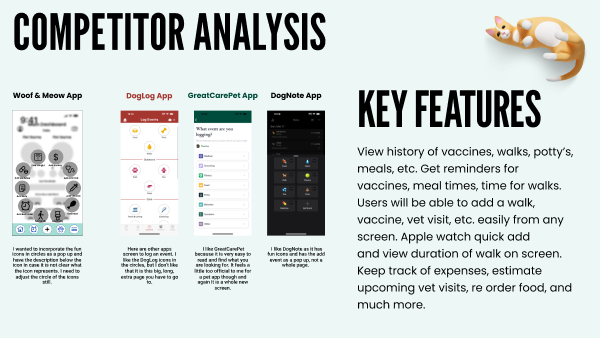 COMPETITOR ANALYSIS
Woof & Meow App
DogLog App
GreatCarePet App
DogNote App
9:41
Log Events
What event are you
logging?
I wanted to incorporate the fun
icons in circles as a pop up and
have the description below the
icon in case it is not clear what
the icon represents. I need to
adjust the circle of the icons
still.
Here are other apps
screen to log an event. I
like the DogLog icons in
the circles, but I don't like
that it is this big, long,
extra page you have to go
to.
I like GreatCarePet
because it is very easy to
read and find what you
are looking for. It feels a
little too official to me for
a pet app though and
again it is a whole new
screen.
I like DogNote as it has
fun icons and has the add
event as a pop up, not a
whole page.
KEY FEATURES
View history of vaccines, walks, potty's,
meals, etc. Get reminders for
vaccines, meal times, time for walks.
Users will be able to add a walk,
vaccine, vet visit, etc. easily from any
screen. Apple watch quick add
and view duration of walk on screen.
Keep track of expenses, estimate
upcoming vet visits, re order food, and
much more.